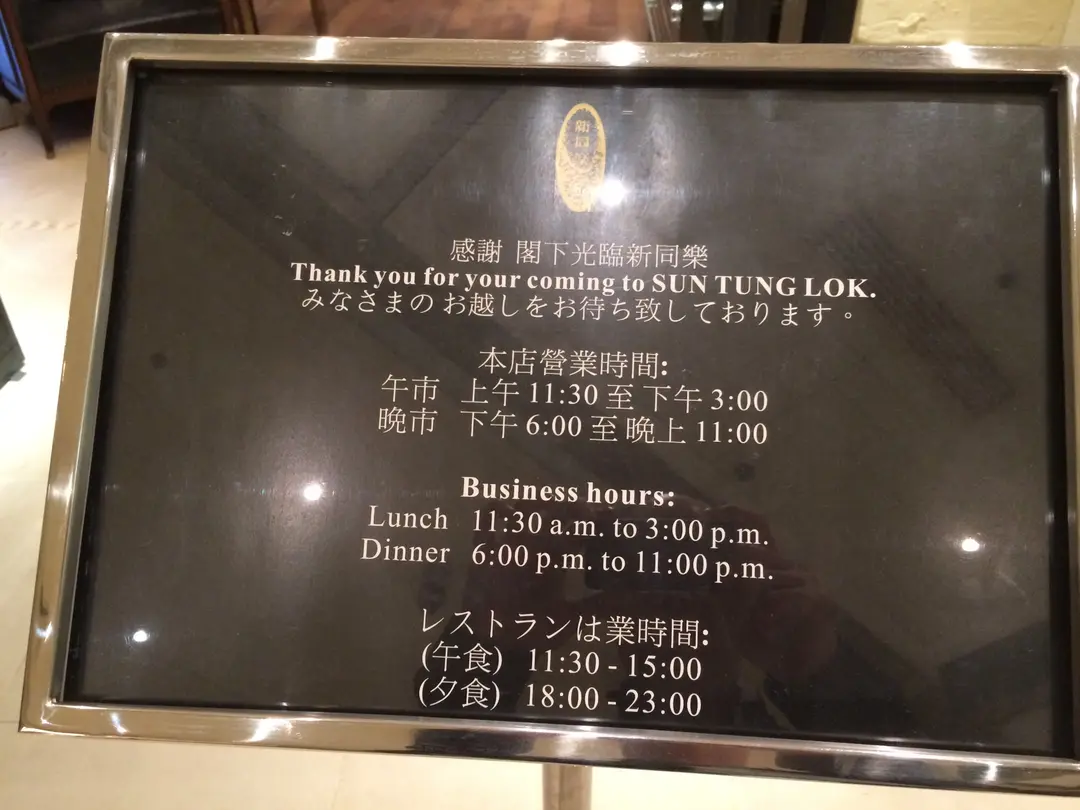 新同
感謝 閣下光臨新同樂
Thank you for your coming to SUN TUNG LOK.
みなさまの お越しをお待ち致しております。
本店營業時間:
午市 上午 11:30 至 下午 3:00
晚市 下午 6:00 至 晚上 11:00
Business hours:
Lunch 11:30 a.m. to 3:00 p.m.
Dinner 6:00 p.m. to 11:00 p.m.
レストランは業時間:
(午食) 11:30 - 15:00
(夕食) 18:00 - 23:00